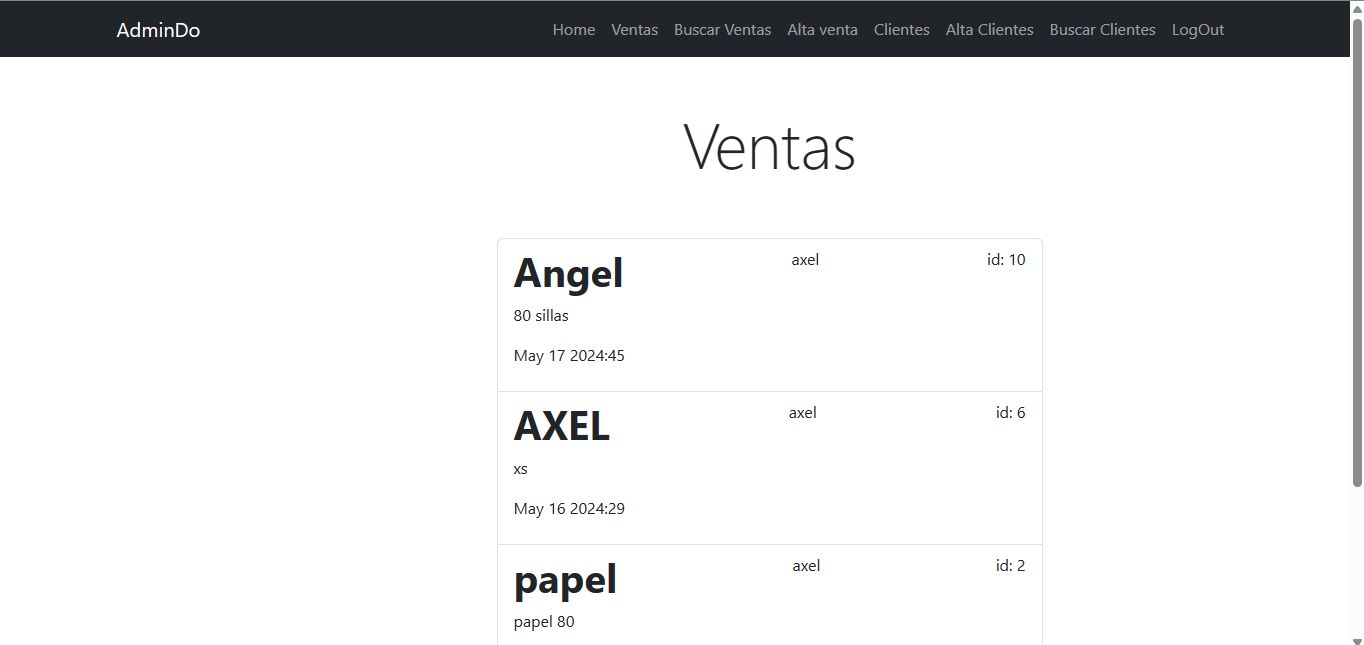 AdminDo Home Ventas Buscar Ventas Alta venta Clientes Alta Clientes Buscar Clientes LogOut
Ventas
Angel axel id: 10
80 sillas
May 17 2024:45
AXEL axel id: 6
xs
May 16 2024:29
papel axel id: 2
papel 80